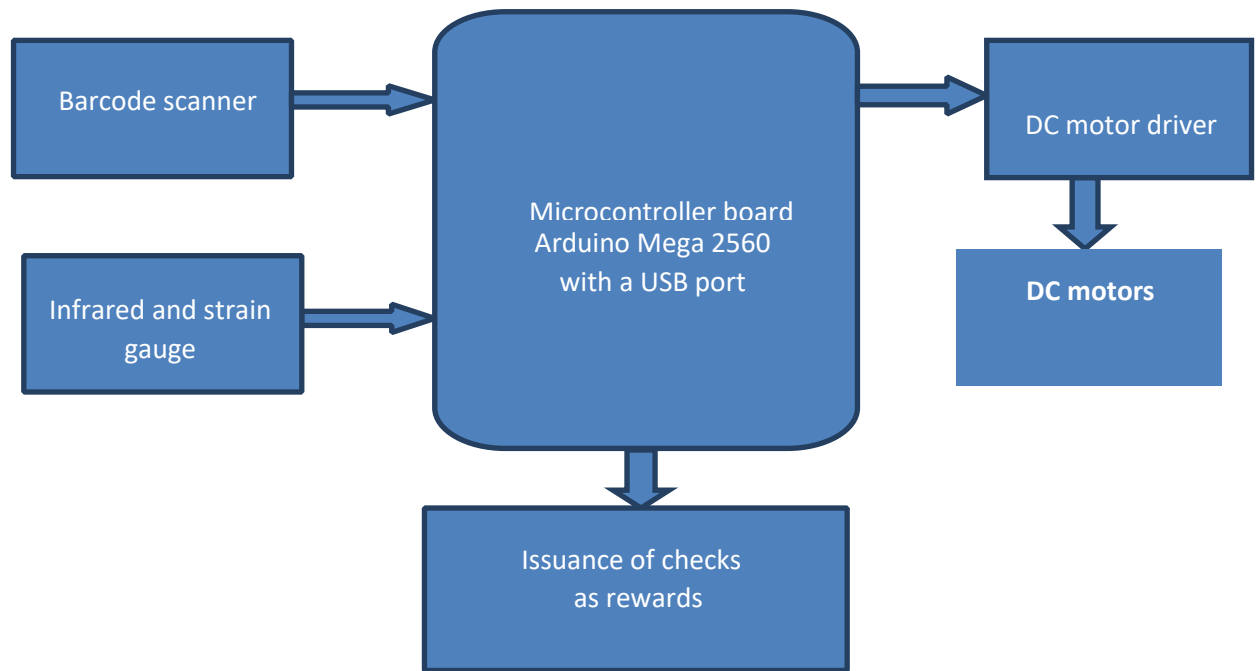 Barcode scanner
Infrared and strain
gauge
Microcontroller board
Arduino Mega 2560
with a USB port
DC motor driver
DC motors
Issuance of checks
as rewards